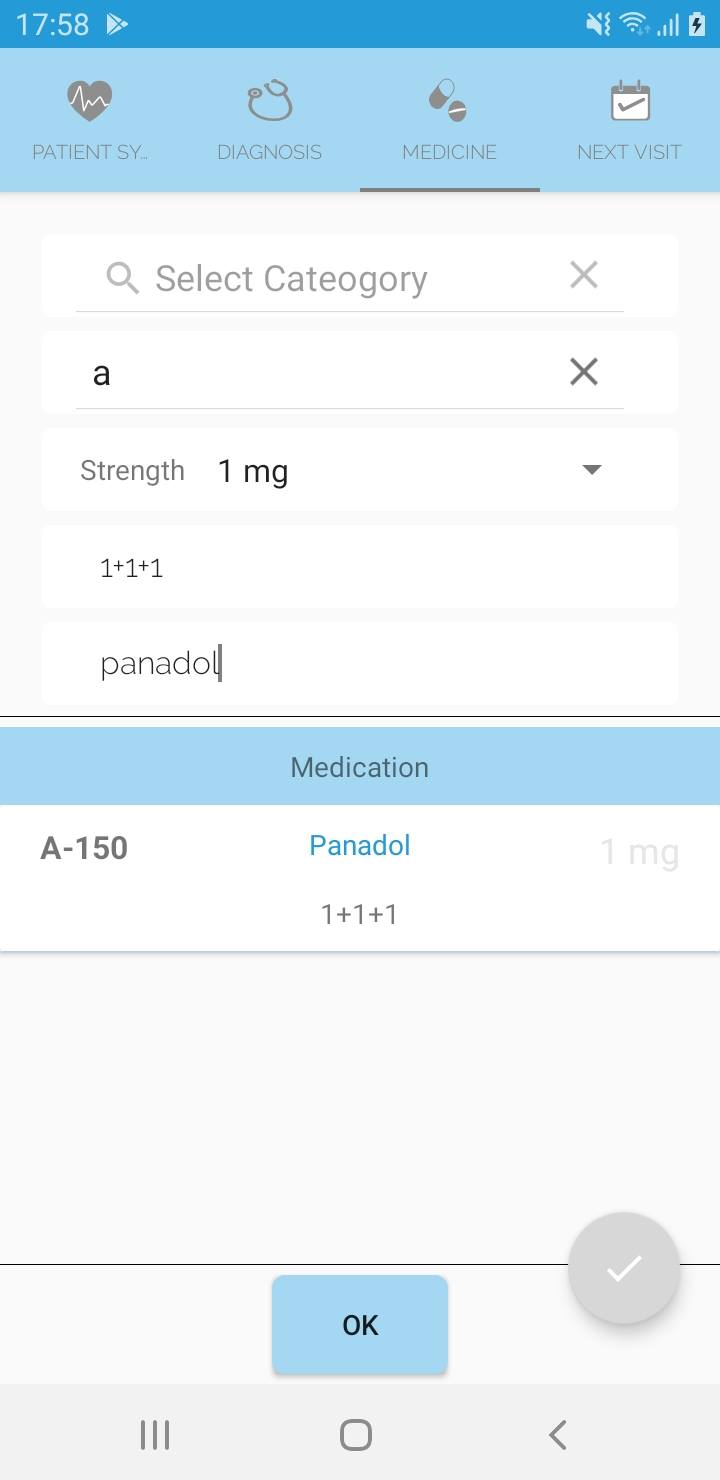 17:58
PATIENT SY... DIAGNOSIS MEDICINE NEXT VISIT
Select Cateogory
a
Strength 1 mg
1+1+1
panadol
Medication
A-150 Panadol 1 mg
1+1+1
OK